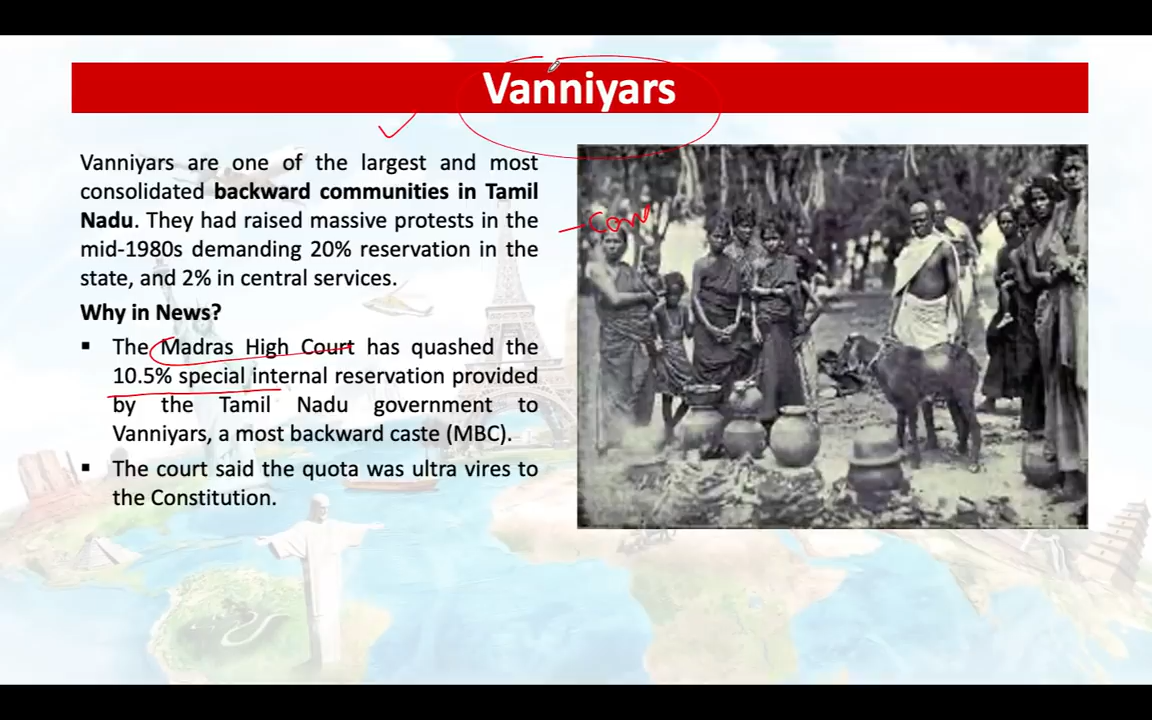 Vanniyars
Vanniyars are one of the largest and most
consolidated backward communities in Tamil
Nadu. They had raised massive protests in the
mid-1980s demanding 20% reservation in the
state, and 2% in central services.
Why in News?
▪ The Madras High Court has quashed the
10.5% special internal reservation provided
by the Tamil Nadu government to
Vanniyars, a most backward caste (MBC).
▪ The court said the quota was ultra vires to
the Constitution.